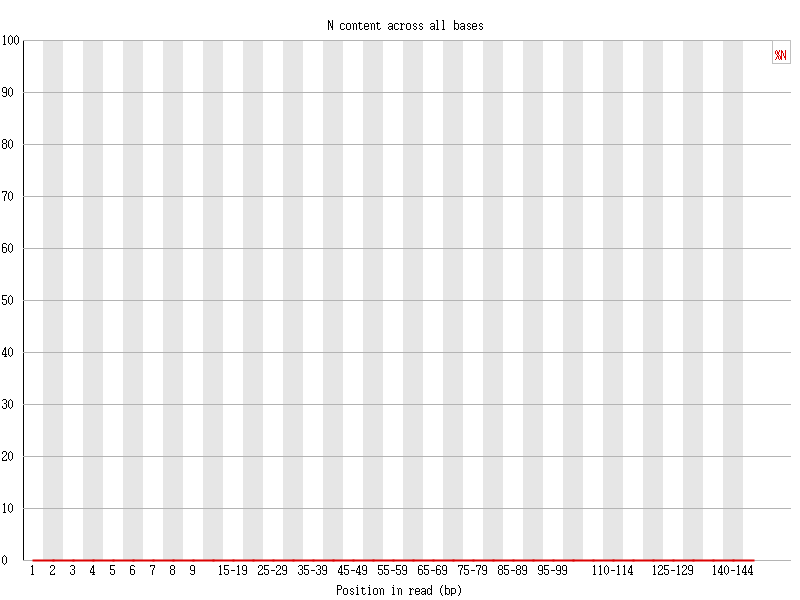 N content across all bases
%N
100
90
80
70
60
50
40
30
20
10
0
1 2 3 4 5 6 7 8 9 15-19 25-29 35-39 45-49 55-59 65-69 75-79 85-89 95-99 110-114 125-129 140-144
Position in read (bp)